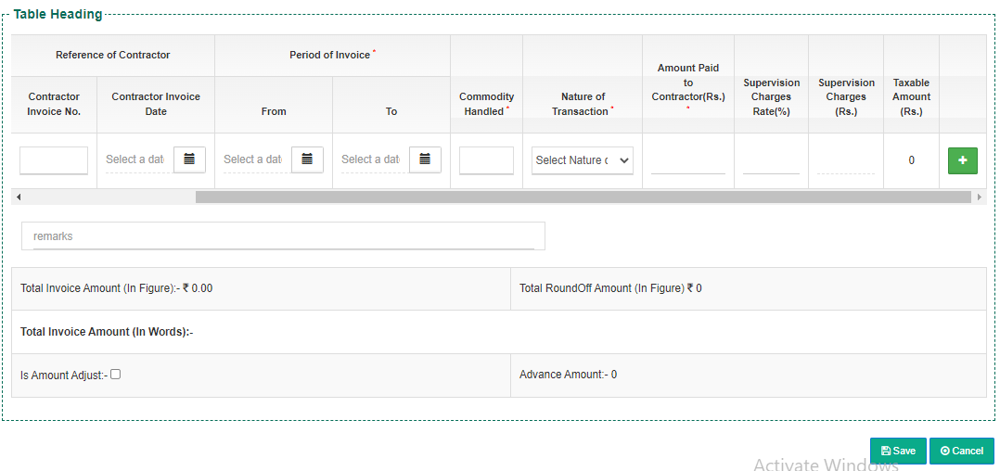 Table Heading
Reference of Contractor
Period of Invoice *
Contractor
Invoice No.
Contractor Invoice
Date
From
To
Commodity
Handled *
Nature of
Transaction *
Amount Paid
to
Contractor(Rs.)
*
Supervision
Charges
Rate(%)
Supervision
Charges
(Rs.)
Taxable
Amount
(Rs.)
Select a dat
Select a dat
Select a dat
Select Nature c
0
remarks
Total Invoice Amount (In Figure):- ₹ 0.00
Total RoundOff Amount (In Figure) ₹ 0
Total Invoice Amount (In Words):-
Is Amount Adjust:-
Advance Amount:- 0
Save
Cancel
Activate Windows